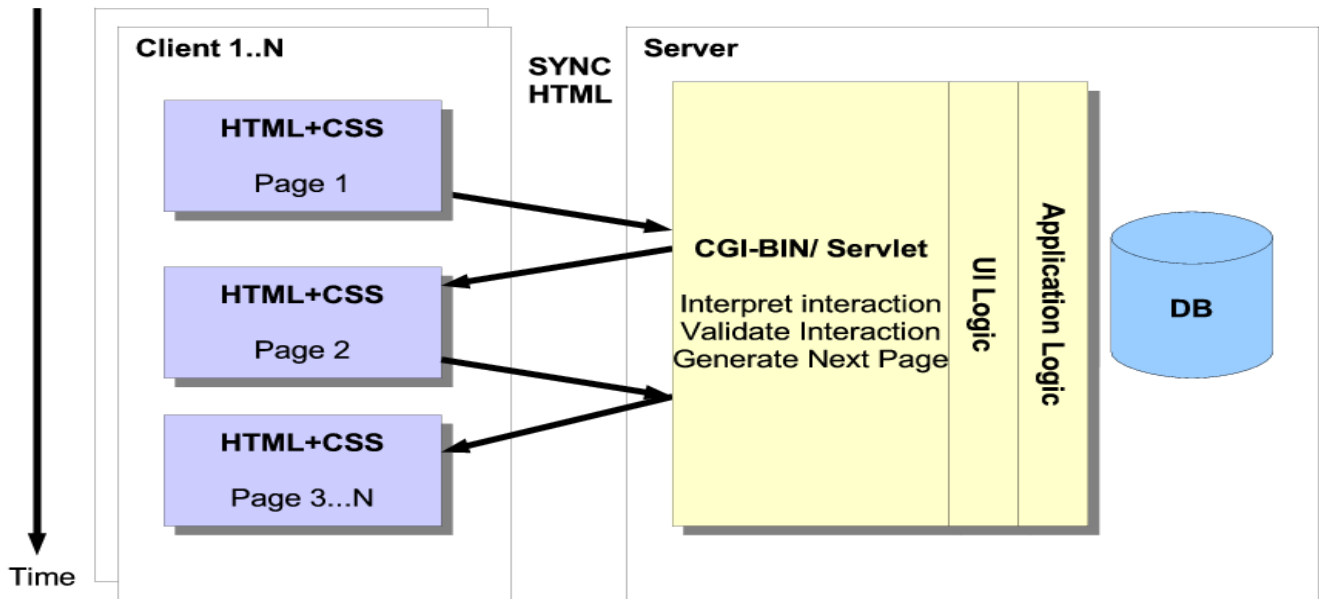 Client 1..N
HTML+CSS
Page 1
HTML+CSS
Page 2
HTML+CSS
Page 3...N
Time
SYNC
HTML
Server
CGI-BIN/ Servlet
Interpret interaction
Validate Interaction
Generate Next Page
UI Logic
Application Logic
DB